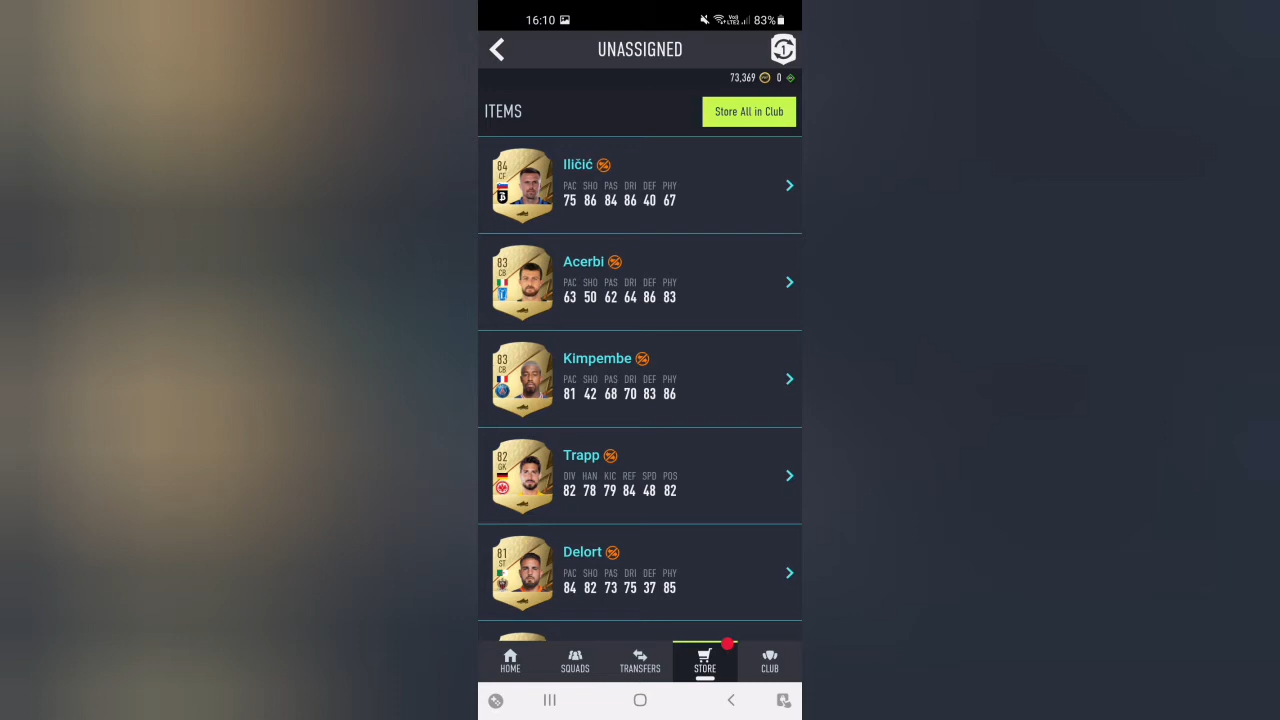 16:10 83%
UNASSIGNED
1
73,369 0
ITEMS
Store All in Club
84
CF
Iličić
PAC SHO PAS DRI DEF PHY
75 86 84 86 40 67
83
CB
Acerbi
PAC SHO PAS DRI DEF PHY
63 50 62 64 86 83
83
CB
Kimpembe
PAC SHO PAS DRI DEF PHY
81 42 68 70 83 86
82
GK
Trapp
DIV HAN KIC REF SPD POS
82 78 79 84 48 82
81
ST
Delort
PAC SHO PAS DRI DEF PHY
84 82 73 75 37 85
HOME SQUADS TRANSFERS STORE CLUB